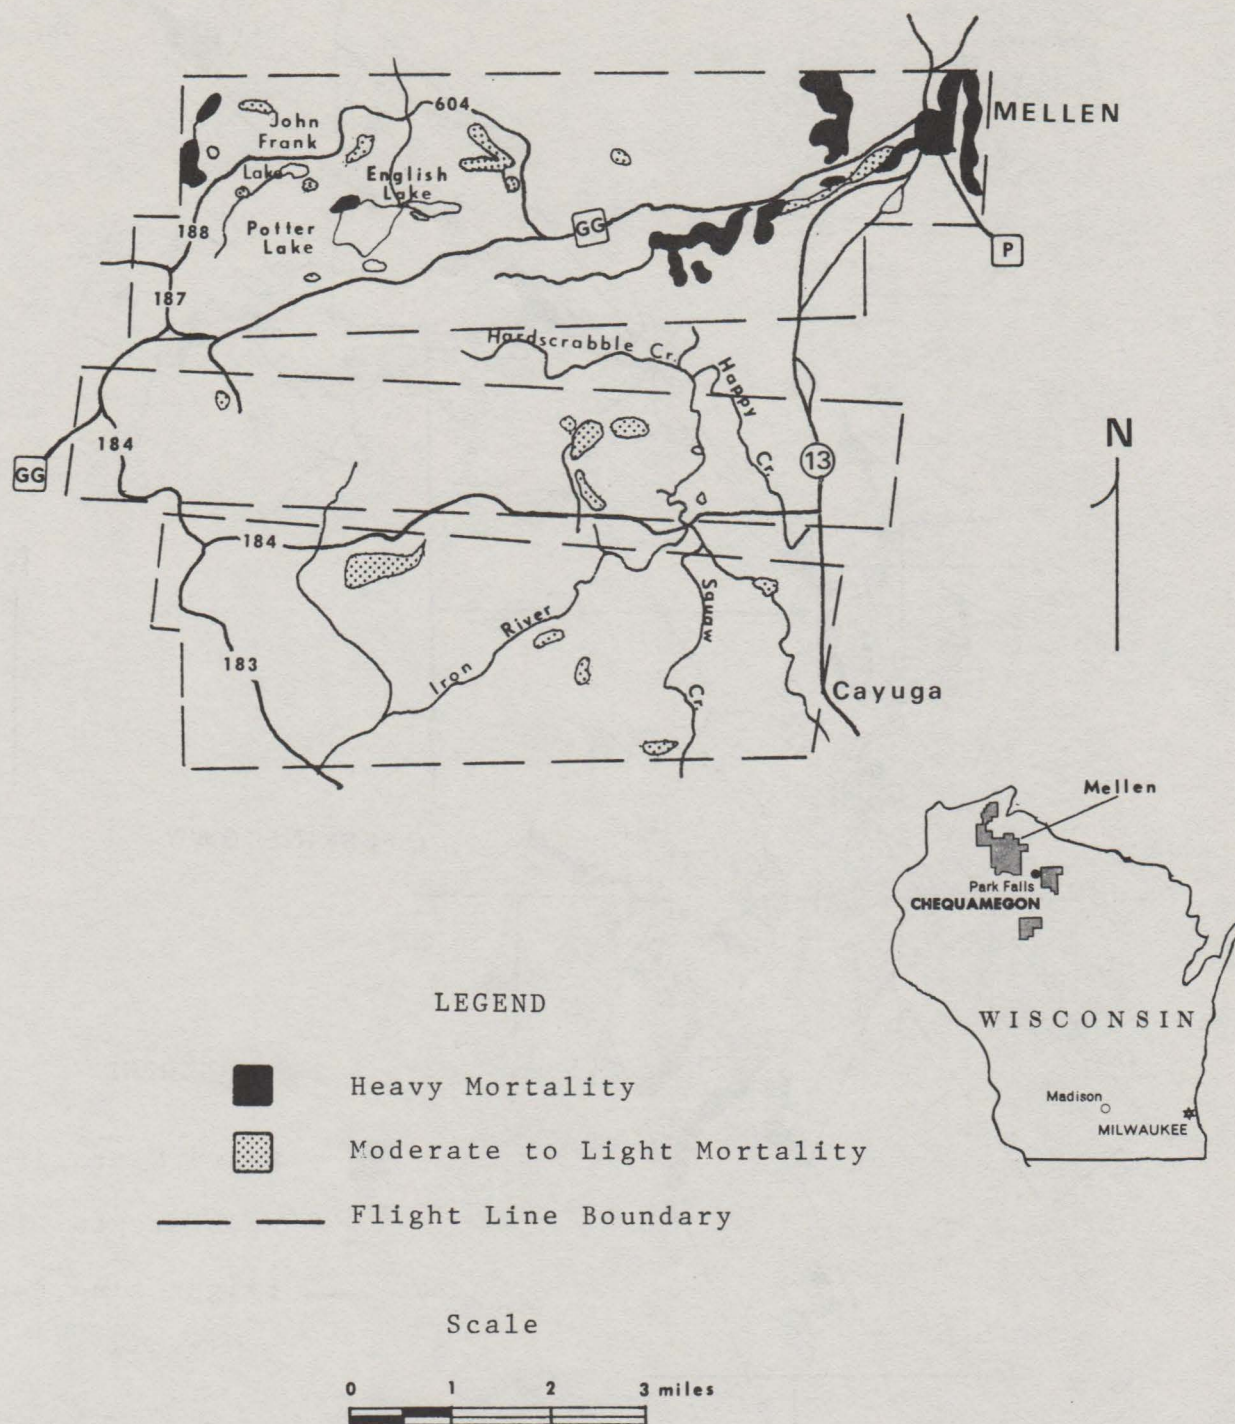 604
MELLEN
John
Frank
Lake
English
Lake
GG
188
Potter
Lake
P
187
Hardscrabble Cr.
Happy
Cr.
184
GG
13
N
184
Squaw
Cr.
Iron River
183
Cayuga
Mellen
Park Falls
CHEQUAMEGON
WISCONSIN
Madison
MILWAUKEE
LEGEND
Heavy Mortality
Moderate to Light Mortality
Flight Line Boundary
Scale
0 1 2 3 miles